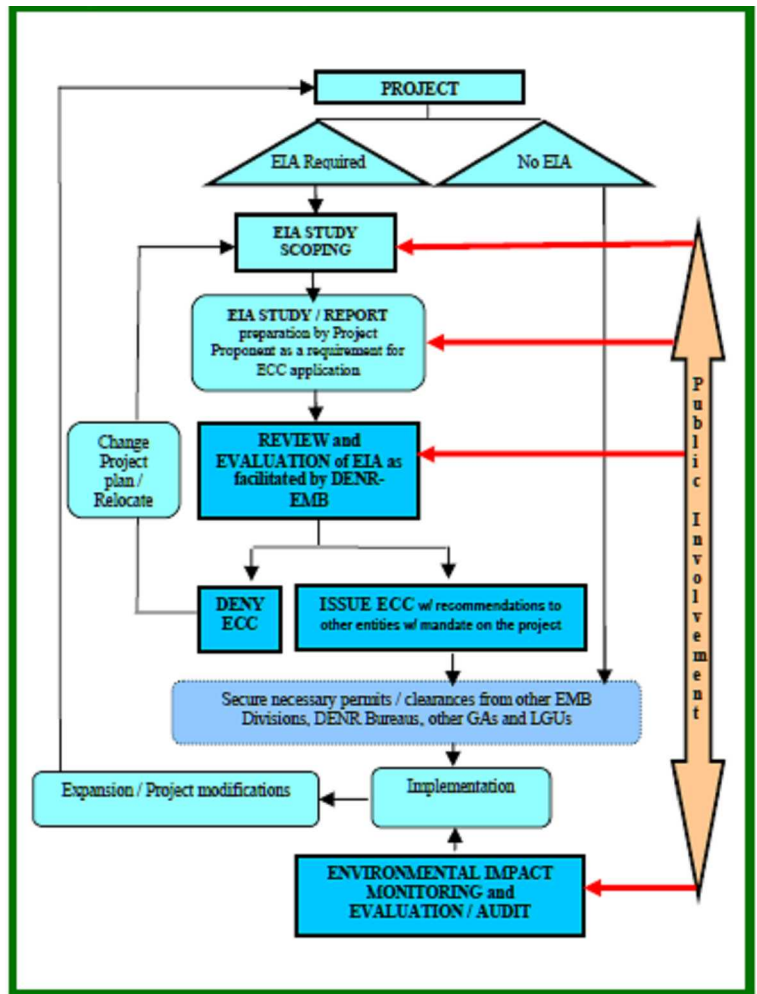 PROJECT
EIA Required
No EIA
EIA STUDY
SCOPING
EIA STUDY / REPORT
preparation by Project
Proponent as a requirement for
ECC application
REVIEW and
EVALUATION of EIA as
facilitated by DENR-
EMB
Change
Project
plan /
Relocate
DENY
ECC
ISSUE ECC w/ recommendations to
other entities w/ mandate on the project
Secure necessary permits / clearances from other EMB
Divisions, DENR Bureaus, other GAs and LGUs
Expansion / Project modifications
Implementation
ENVIRONMENTAL IMPACT
MONITORING and
EVALUATION / AUDIT
Public Involvement